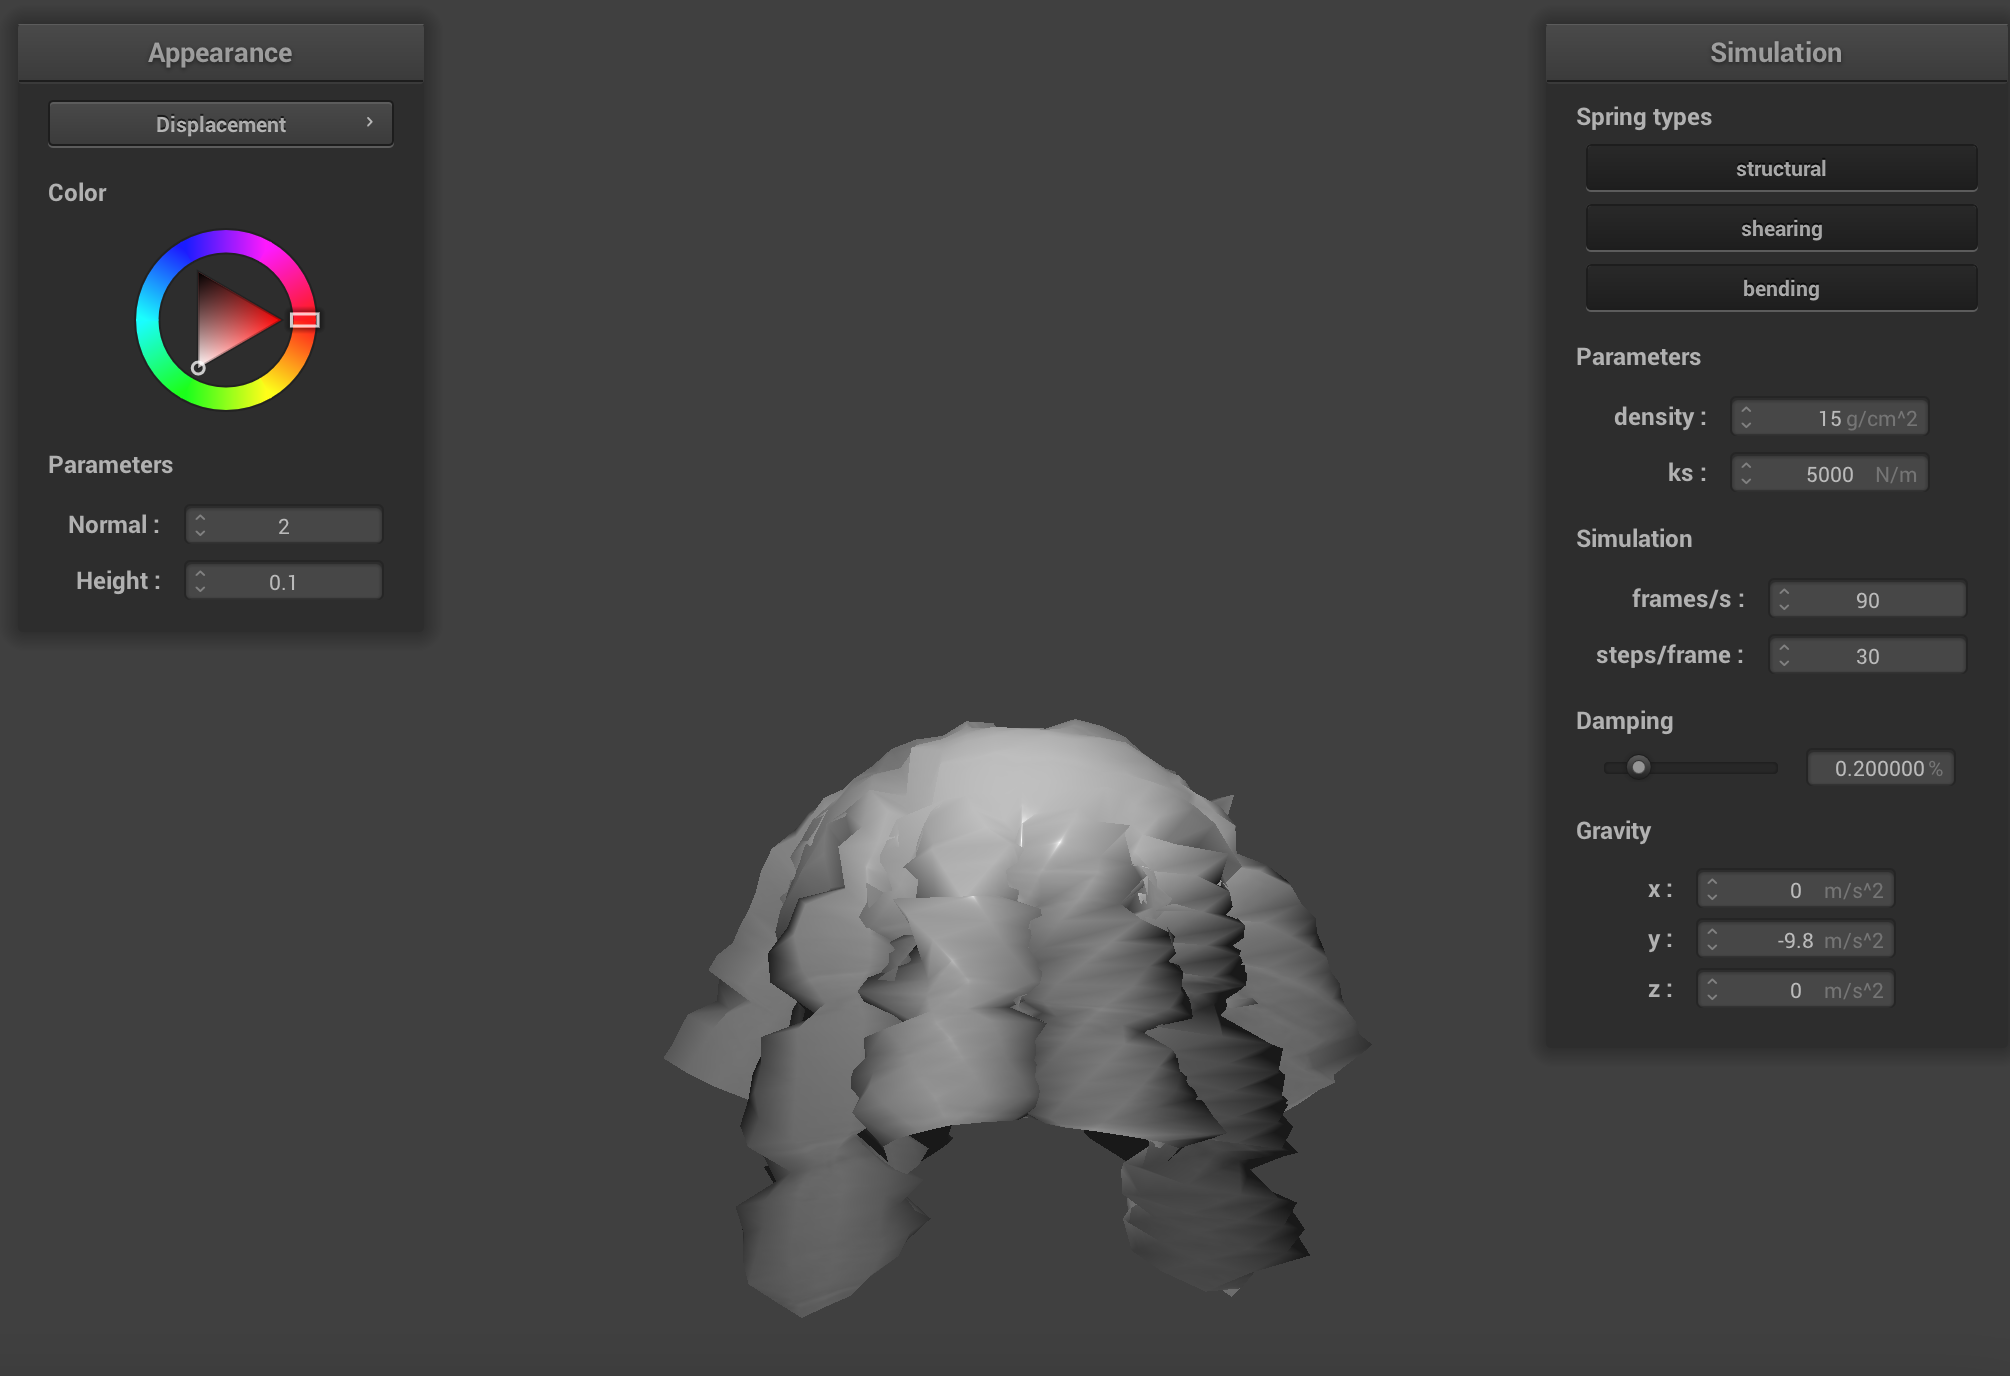 Appearance
Displacement
Color
Parameters
Normal : 2
Height : 0.1
Simulation
Spring types
structural
shearing
bending
Parameters
density : 15 g/cm^2
ks : 5000 N/m
Simulation
frames/s : 90
steps/frame : 30
Damping
0.200000 %
Gravity
x : 0 m/s^2
y : -9.8 m/s^2
z : 0 m/s^2